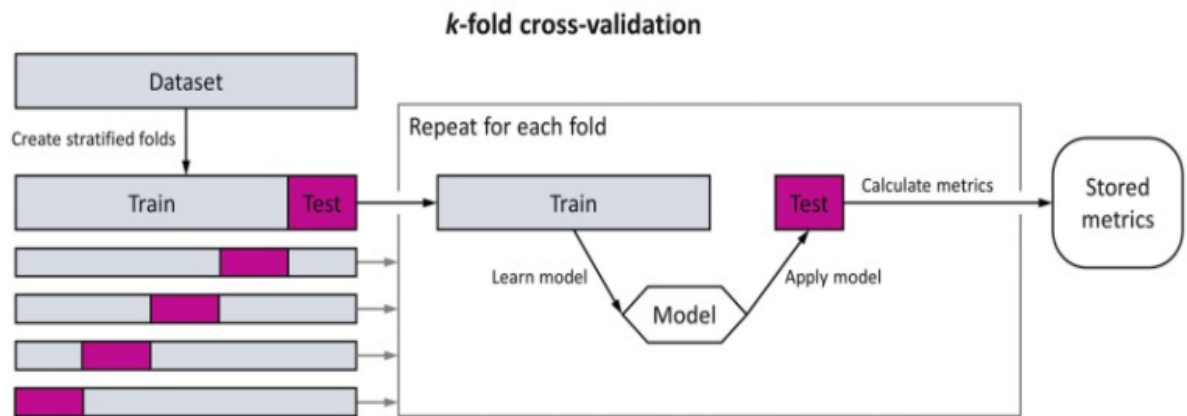 k-fold cross-validation
Dataset
Create stratified folds
Repeat for each fold
Train
Test
Train
Test
Calculate metrics
Stored
metrics
Learn model
Apply model
Model